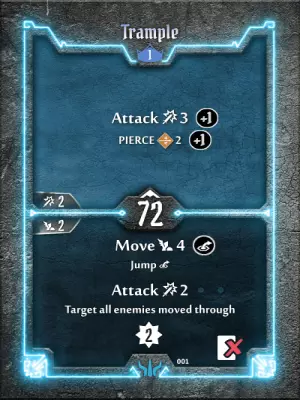 Trample
1
Attack 3 +1
PIERCE 2 +1
2
72
2
Move 4
Jump
Attack 2
Target all enemies moved through
2
001